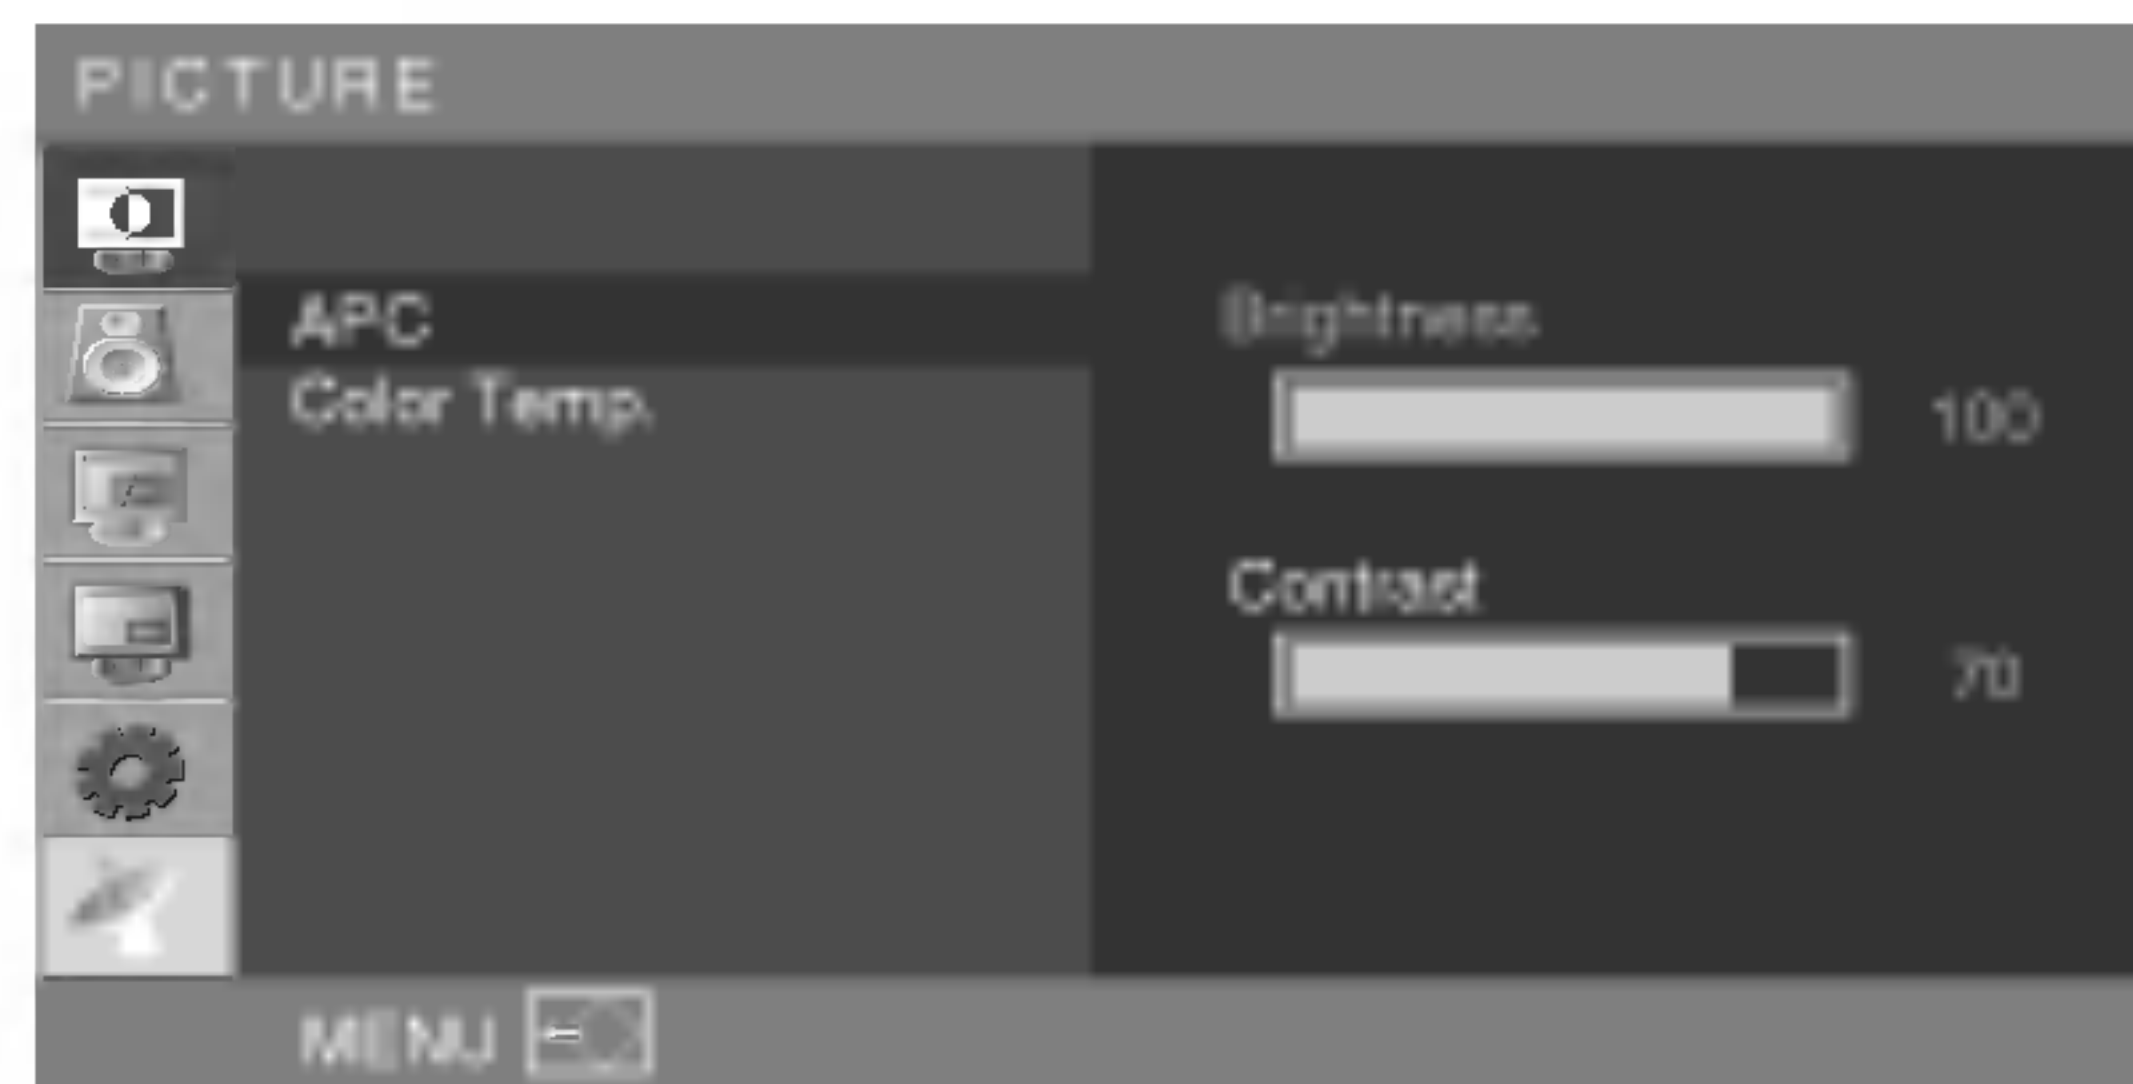 PICTURE
APC
Color Temp.
Brightness
100
Contrast
70
MENU